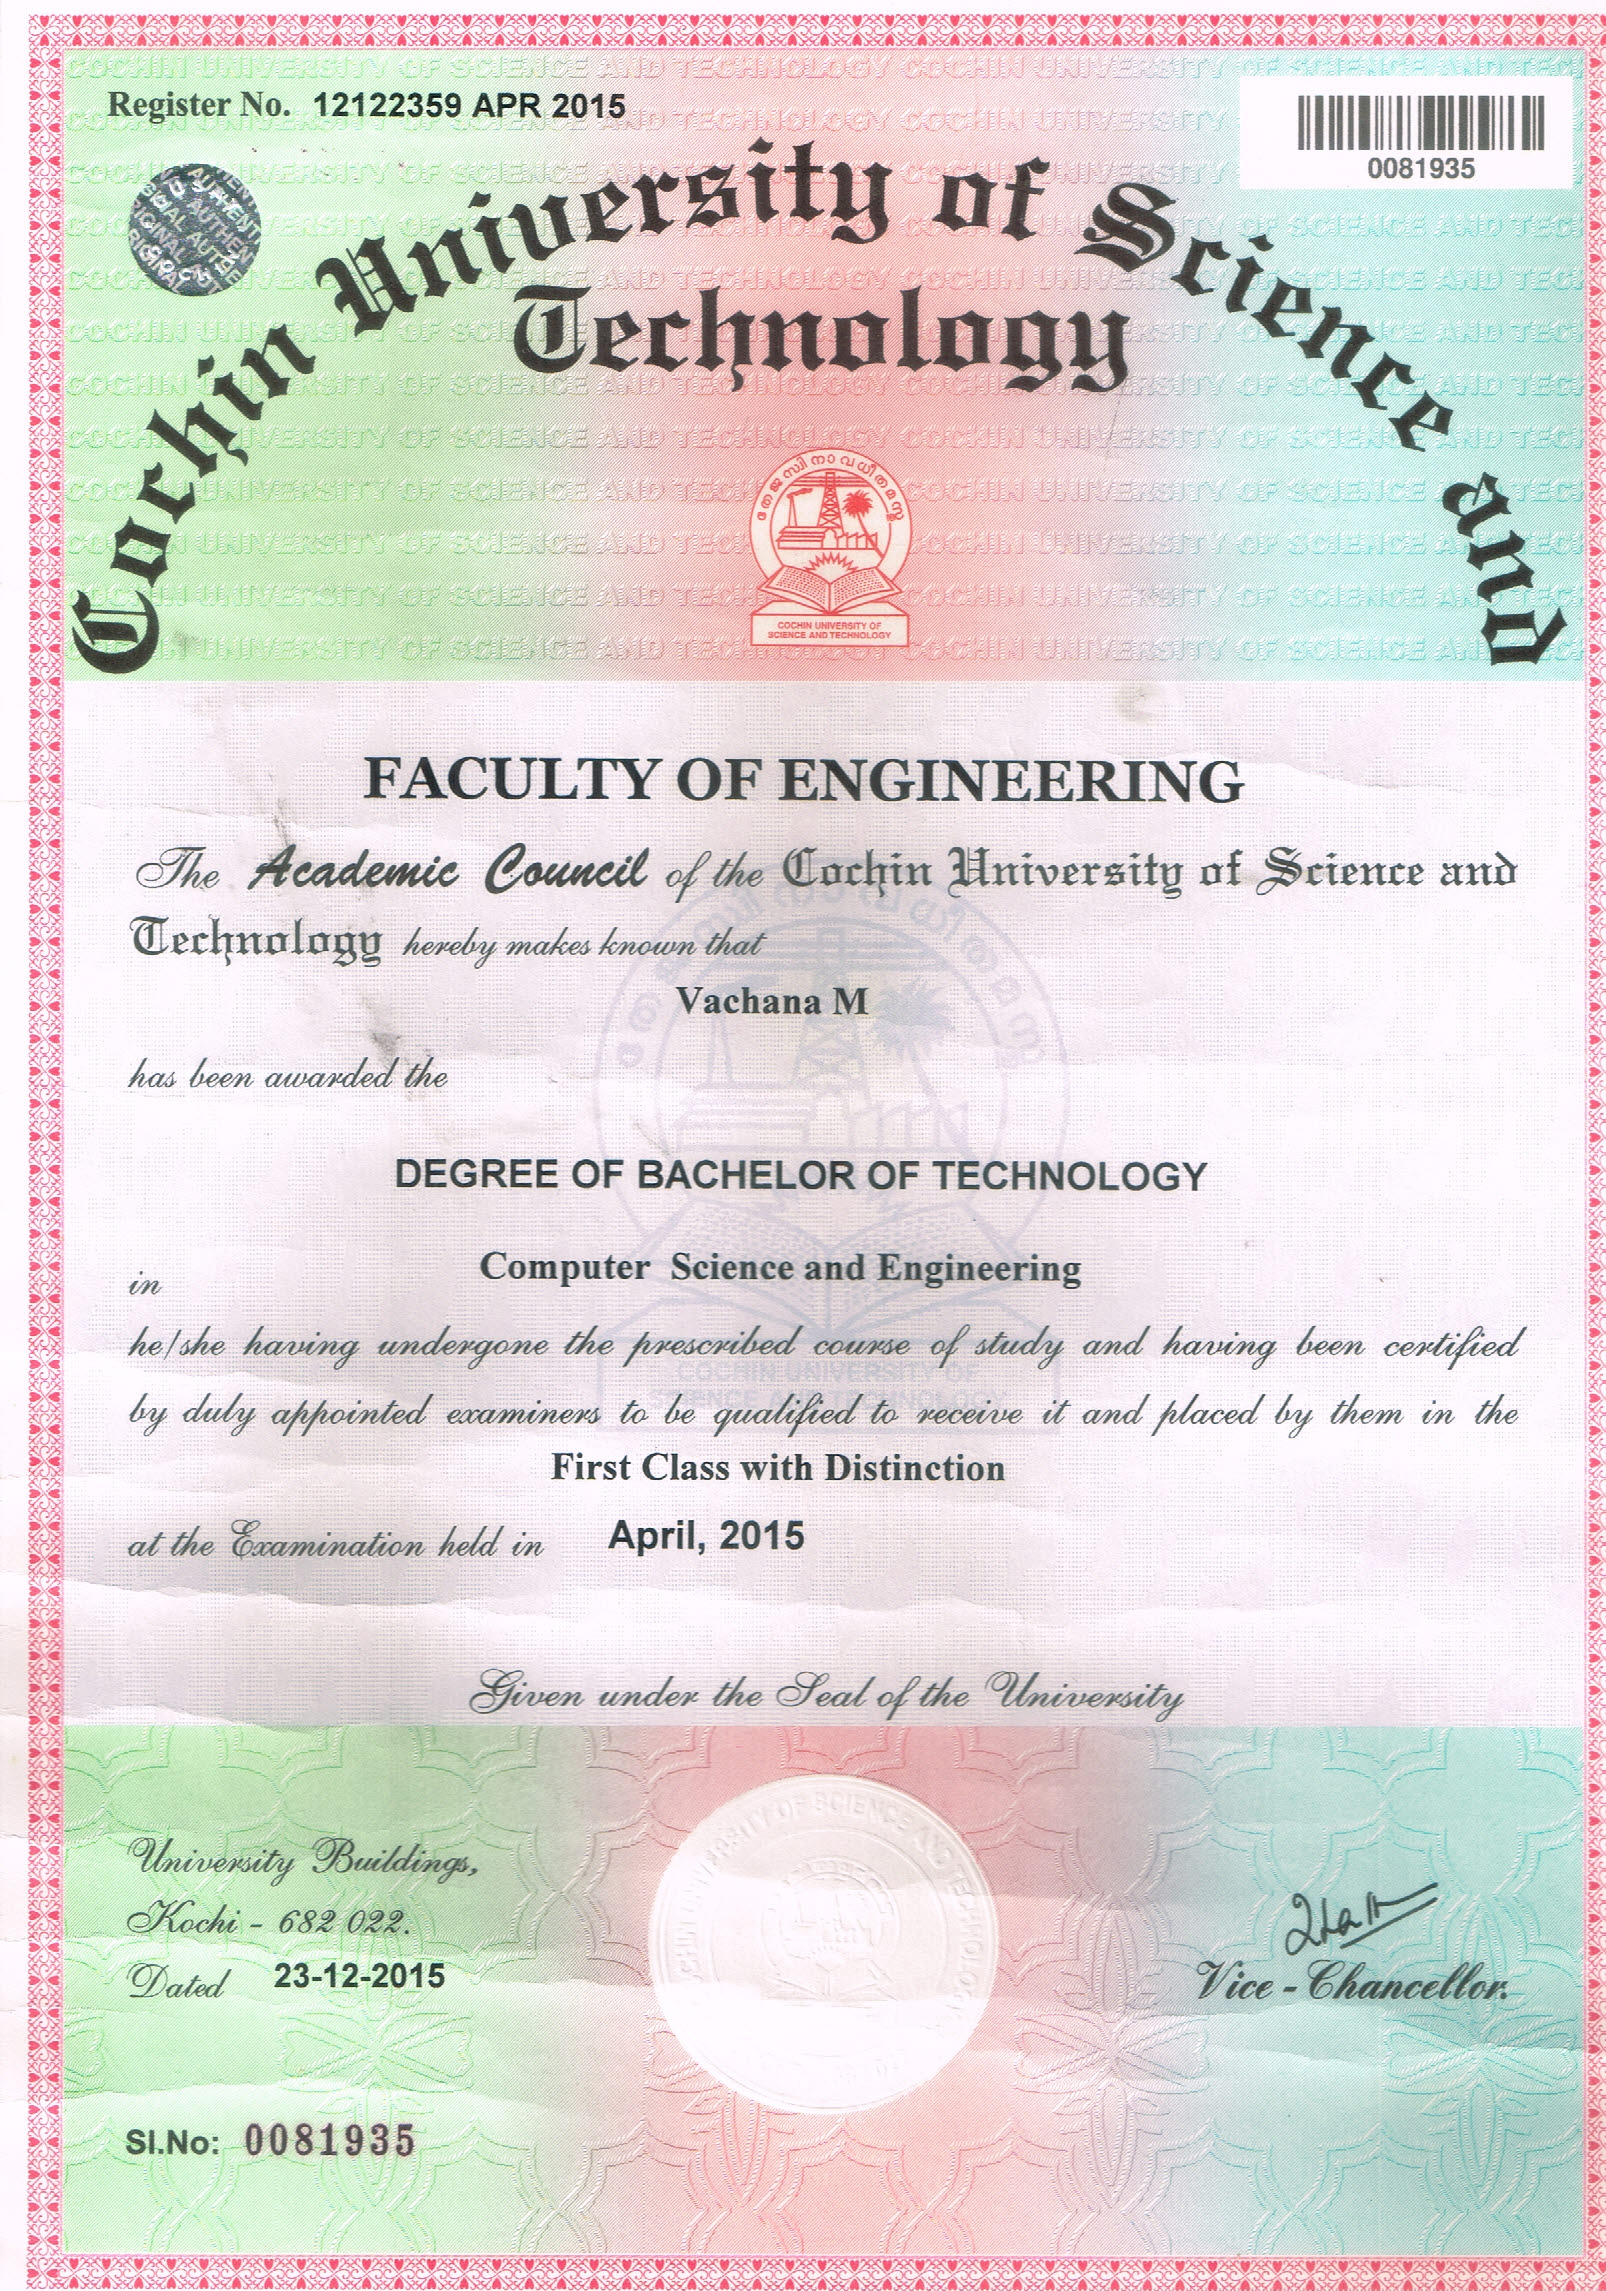 Register No. 12122359 APR 2015
0081935
Cochin University of Science and
Technology
തേജസ്വി നാവധീതമസ്തു
COCHIN UNIVERSITY OF
SCIENCE AND TECHNOLOGY
FACULTY OF ENGINEERING
The Academic Council of the Cochin University of Science and
Technology hereby makes known that
Vachana M
has been awarded the
DEGREE OF BACHELOR OF TECHNOLOGY
Computer Science and Engineering
in
he/she having undergone the prescribed course of study and having been certified
by duly appointed examiners to be qualified to receive it and placed by them in the
First Class with Distinction
at the Examination held in April, 2015
Given under the Seal of the University
University Buildings,
Kochi - 682 022.
Dated 23-12-2015
Vice-Chancellor.
Sl.No: 0081935